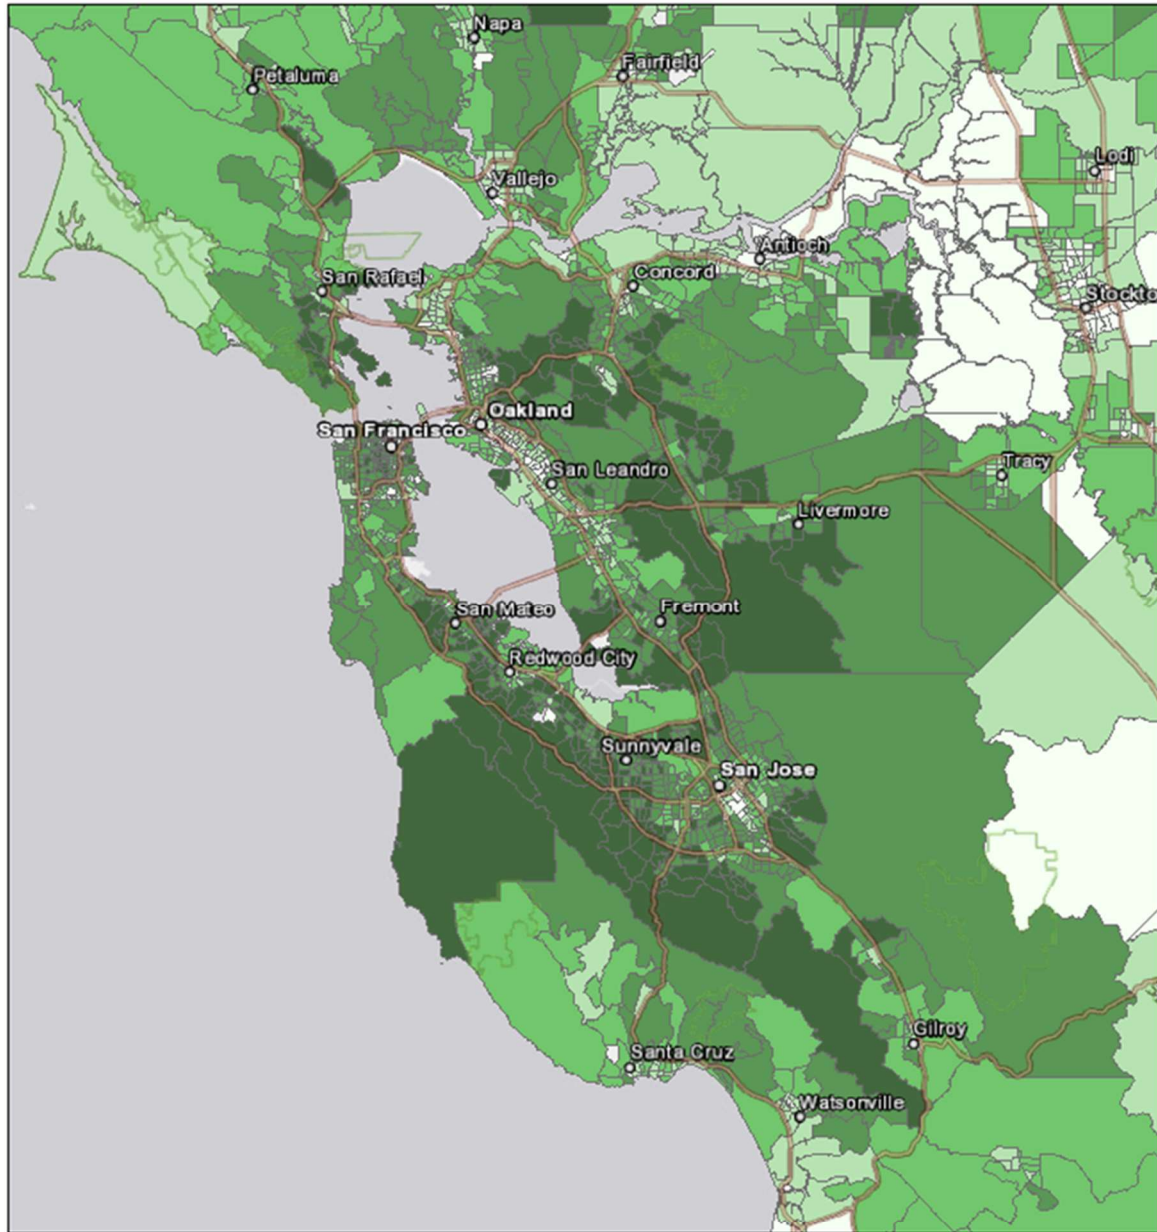 Napa
Fairfield
Petaluma
Lodi
Vallejo
Antioch
San Rafael
Concord
Stockto
Oakland
San Francisco
San Leandro
Tracy
Livermore
San Mateo
Fremont
Redwood City
Sunnyvale
San Jose
Gilroy
Santa Cruz
Watsonville